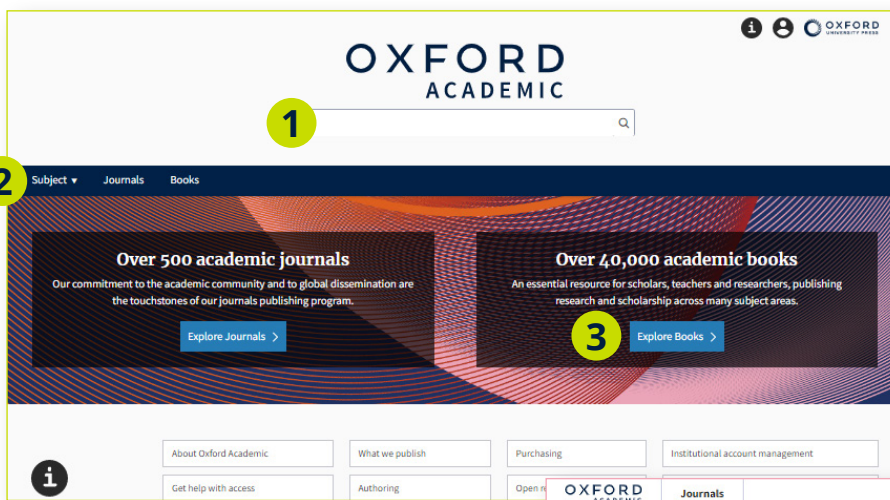 OXFORD
UNIVERSITY PRESS
OXFORD
ACADEMIC
1
2
Subject
Journals
Books
Over 500 academic journals
Our commitment to the academic community and to global dissemination are
the touchstones of our journals publishing program.
Explore Journals
Over 40,000 academic books
An essential resource for scholars, teachers and researchers, publishing
research and scholarship across many subject areas.
3
Explore Books
i
About Oxford Academic
What we publish
Purchasing
Institutional account management
Get help with access
Authoring
Open
OXFORD
ACADEMIC
Journals